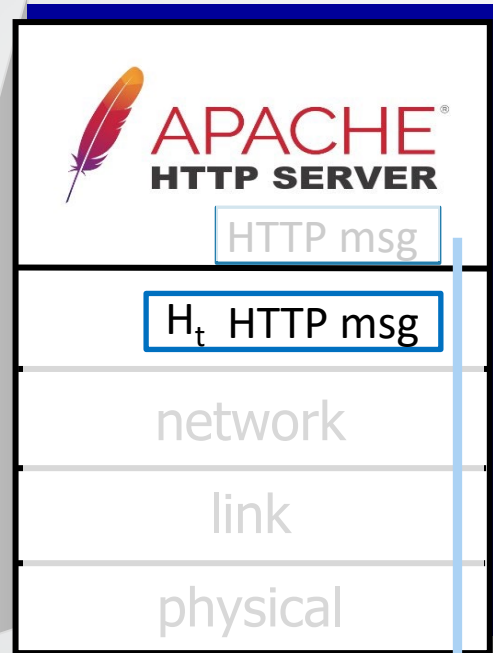 APACHE®
HTTP SERVER
HTTP msg
Hₜ HTTP msg
network
link
physical